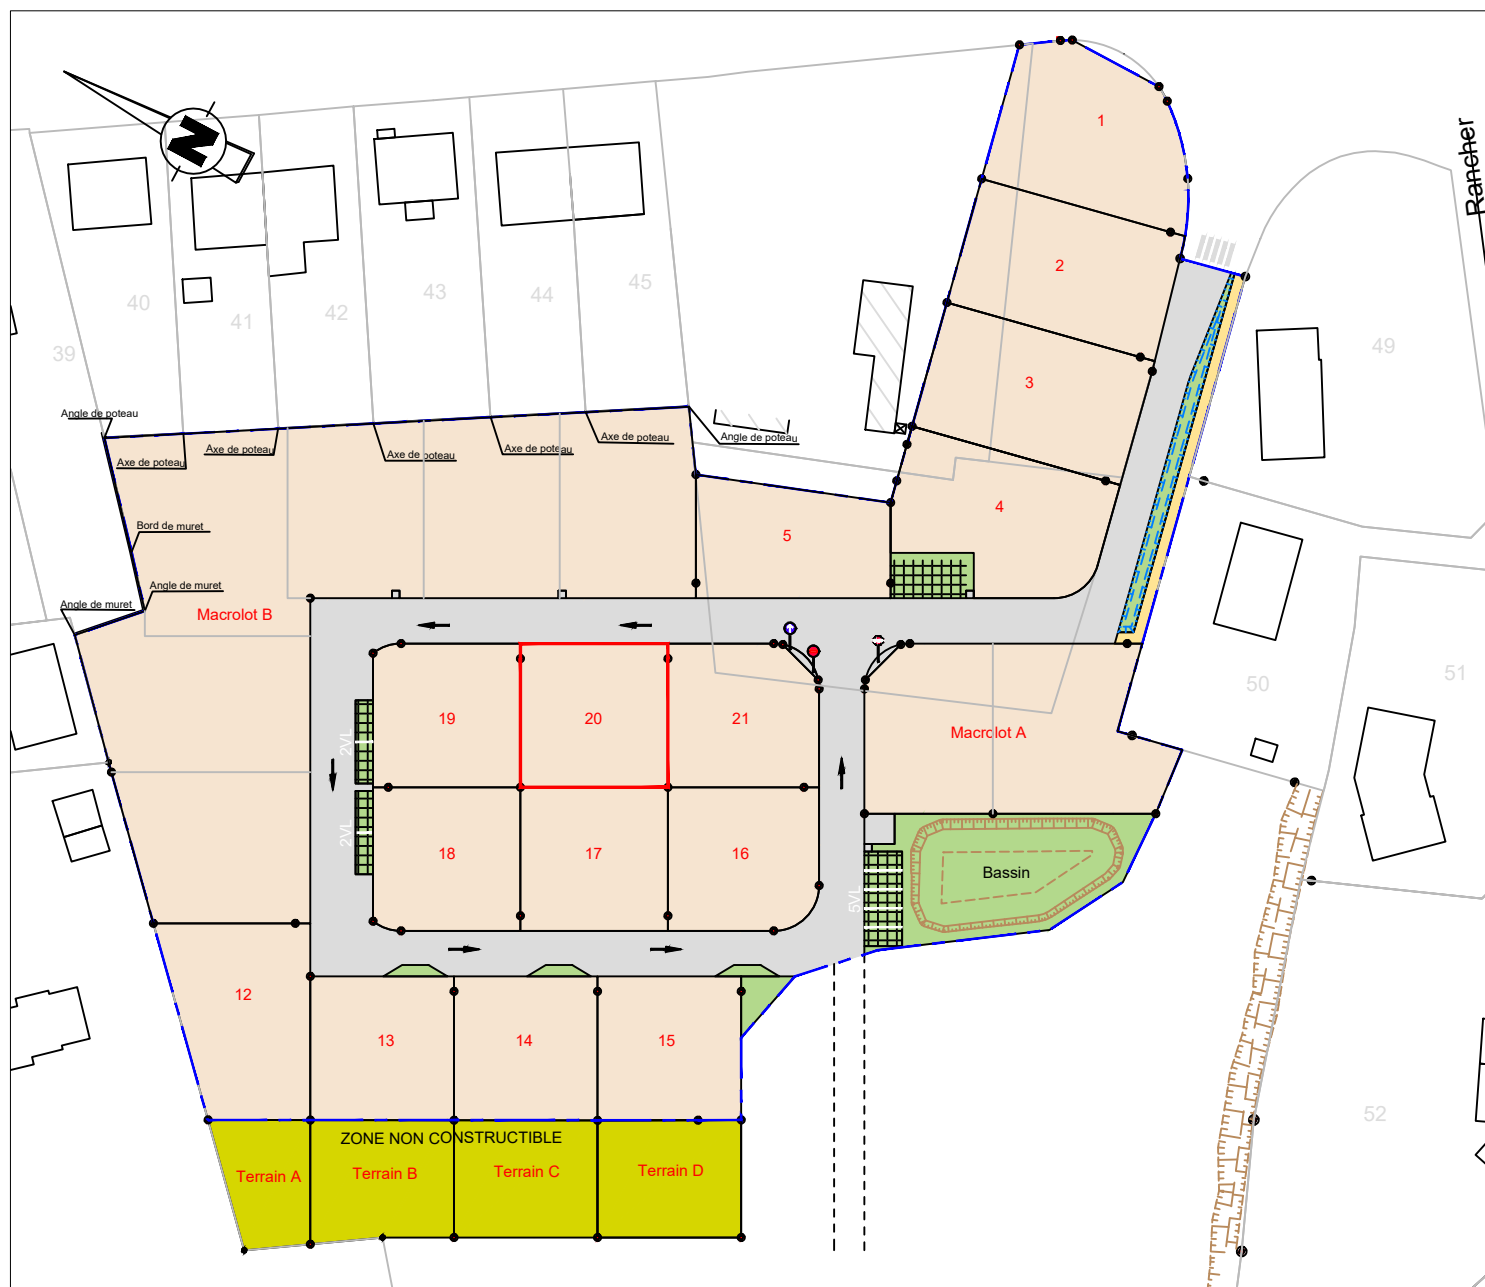 1
Rancher
N
2
40
41
42
43
44
45
39
49
3
Angle de poteau
Axe de poteau
Axe de poteau
Axe de poteau
Axe de poteau
Axe de poteau
Angle de poteau
4
5
Bord de muret
Angle de muret
Angle de muret
Macrolot B
50
51
19
20
21
Macrolot A
2VL
2VL
18
17
16
Bassin
5VL
12
13
14
15
52
ZONE NON CONSTRUCTIBLE
Terrain A
Terrain B
Terrain C
Terrain D